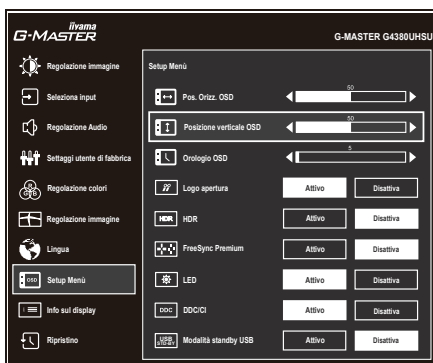 iiyama
G-MASTER
G-MASTER G4380UHSU
Regolazione immagine
Seleziona input
Regolazione Audio
Settaggi utente di fabbrica
R
G B
Regolazione colori
Regolazione immagine
Lingua
OSD
Setup Menù
Info sul display
Ripristino
Setup Menù
Pos. Orizz. OSD
50
Posizione verticale OSD
50
Orologio OSD
5
Logo apertura
Attivo
Disattiva
HDR
HDR
Attivo
Disattiva
FreeSync Premium
Attivo
Disattiva
LED
Attivo
Disattiva
DDC
DDC/CI
Attivo
Disattiva
USB
STD-BY
Modalità standby USB
Attivo
Disattiva